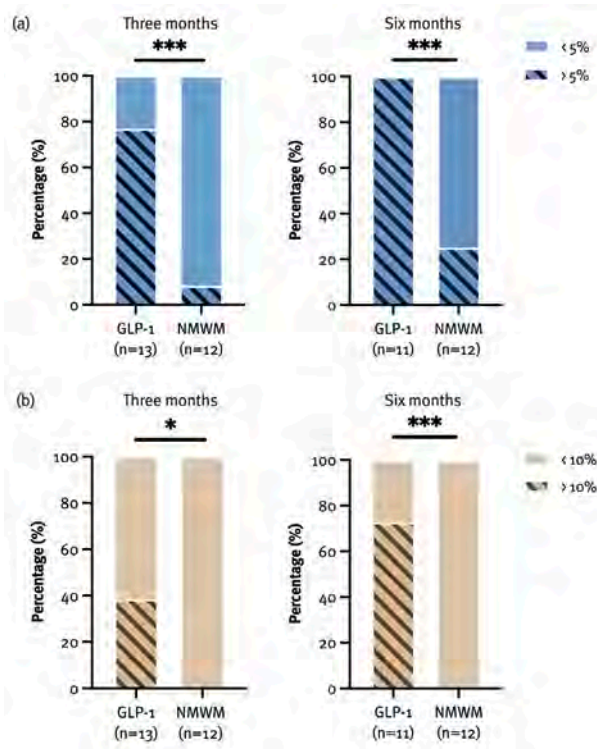 (a)
Three months
***
Percentage (%)
100
80
60
40
20
0
GLP-1
(n=13)
NMWM
(n=12)
Six months
***
Percentage (%)
100
80
60
40
20
0
GLP-1
(n=11)
NMWM
(n=12)
<5%
>5%
(b)
Three months
*
Percentage (%)
100
80
60
40
20
0
GLP-1
(n=13)
NMWM
(n=12)
Six months
***
Percentage (%)
100
80
60
40
20
0
GLP-1
(n=11)
NMWM
(n=12)
<10%
>10%